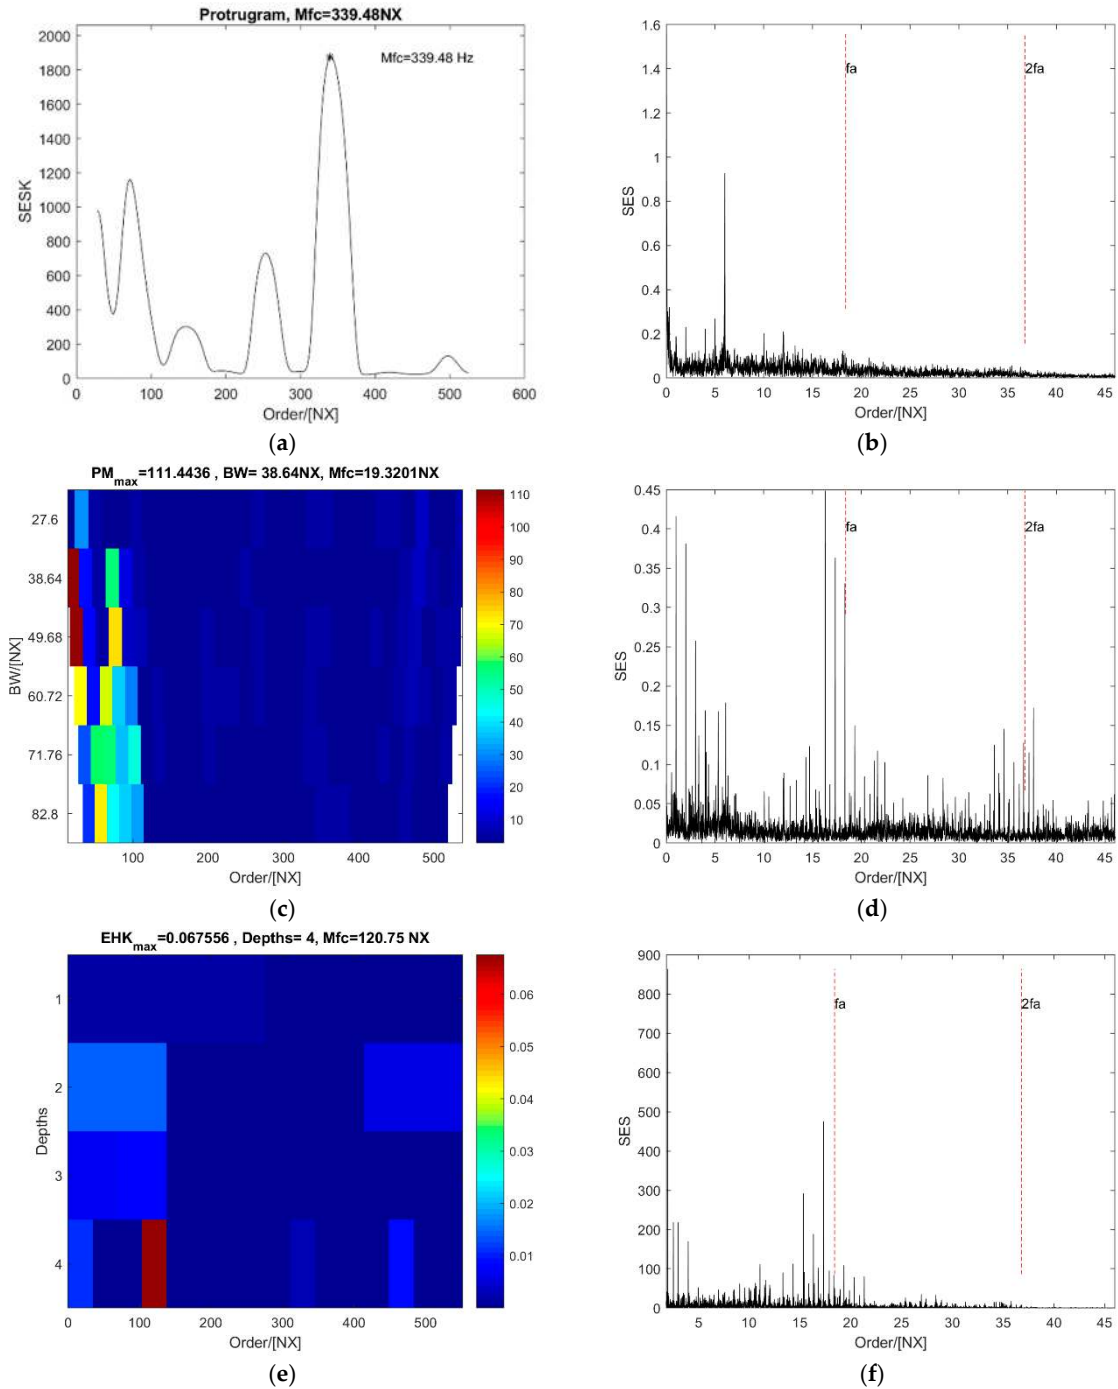 Protrugram, Mfc=339.48NX
2000
1800
1600
1400
1200
1000
800
600
400
200
0
SESK
Mfc=339.48 Hz
0 100 200 300 400 500 600
Order/[NX]
(a)
1.6
1.4
1.2
1
0.8
0.6
0.4
0.2
0
SES
fa
2fa
0 5 10 15 20 25 30 35 40 45
Order/[NX]
(b)
PMmax=111.4436 , BW= 38.64NX, Mfc=19.3201NX
27.6
38.64
49.68
60.72
71.76
82.8
BW/[NX]
100 200 300 400 500
Order/[NX]
110
100
90
80
70
60
50
40
30
20
10
(c)
0.45
0.4
0.35
0.3
0.25
0.2
0.15
0.1
0.05
0
SES
fa
2fa
0 5 10 15 20 25 30 35 40 45
Order/[NX]
(d)
EHKmax=0.067556 , Depths= 4, Mfc=120.75 NX
1
2
3
4
Depths
0 100 200 300 400 500
Order/[NX]
0.06
0.05
0.04
0.03
0.02
0.01
(e)
900
800
700
600
500
400
300
200
100
0
SES
fa
2fa
5 10 15 20 25 30 35 40 45
Order/[NX]
(f)